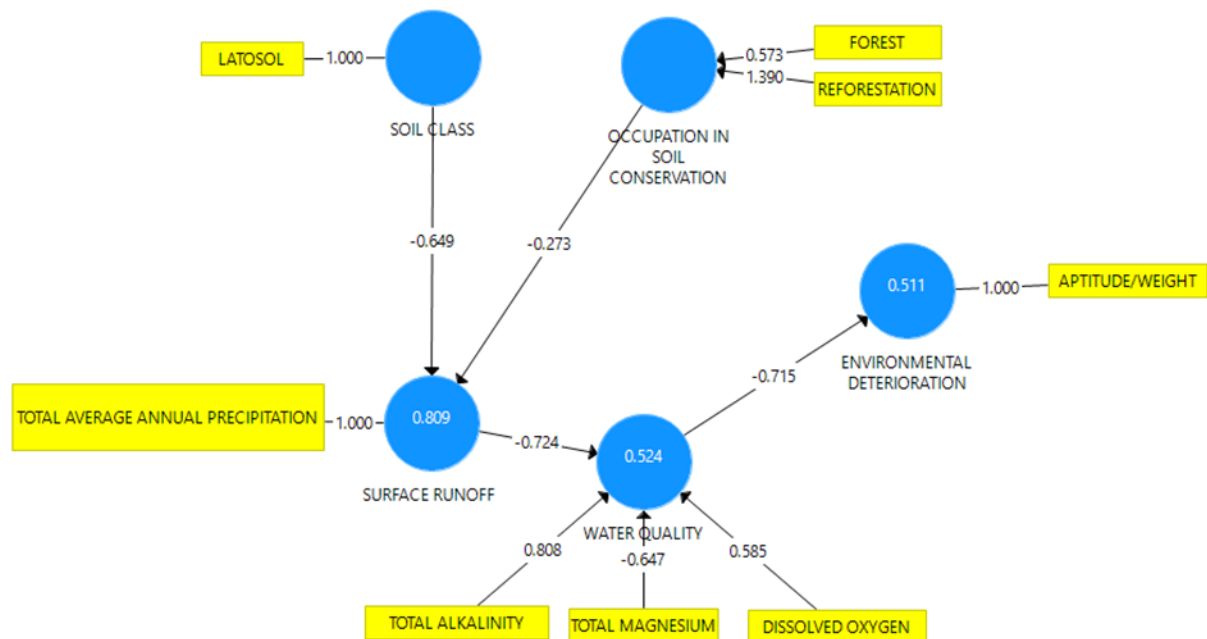 FOREST
LATOSOL
1.000
0.573
1.390
REFORESTATION
SOIL CLASS
OCCUPATION IN
SOIL
CONSERVATION
-0.649
-0.273
0.511
1.000
APTITUDE/WEIGHT
ENVIRONMENTAL
DETERIORATION
-0.715
TOTAL AVERAGE ANNUAL PRECIPITATION
1.000
0.809
-0.724
0.524
SURFACE RUNOFF
WATER QUALITY
0.808
-0.647
0.585
TOTAL ALKALINITY
TOTAL MAGNESIUM
DISSOLVED OXYGEN